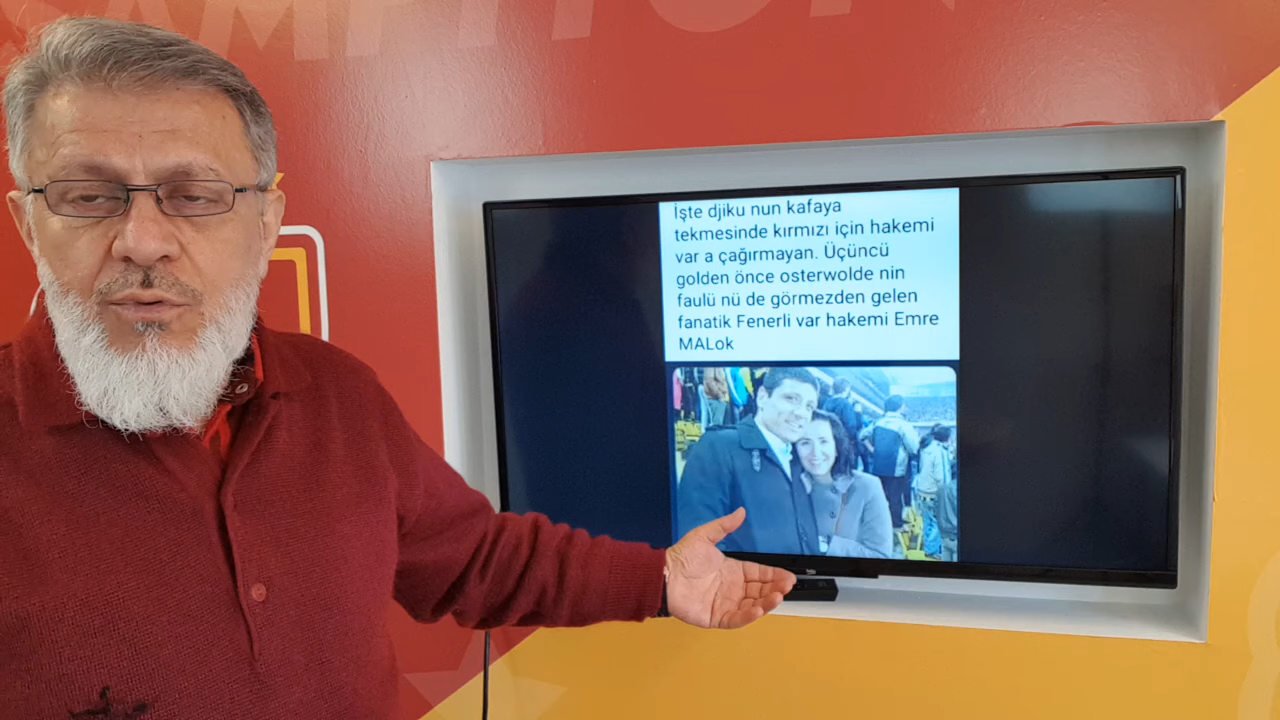 İşte djiku nun kafaya
tekmesinde kırmızı için hakemi
var a çağırmayan. Üçüncü
golden önce osterwolde nin
faulü nü de görmezden gelen
fanatik Fenerli var hakemi Emre
MALok
beko